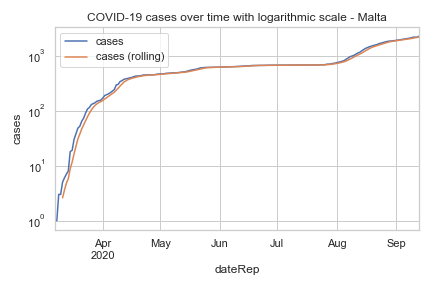 COVID-19 cases over time with logarithmic scale - Malta
cases
cases (rolling)
10³
10²
10¹
10⁰
cases
Apr
2020
May
Jun
Jul
Aug
Sep
dateRep